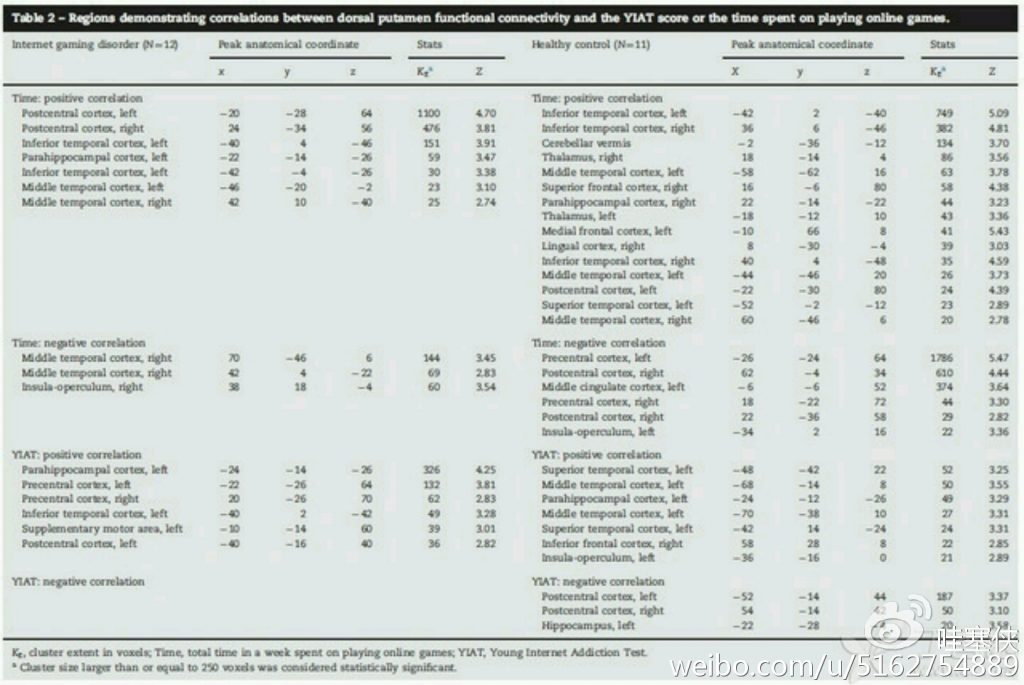 Table 2 – Regions demonstrating correlations between dorsal putamen functional connectivity and the YIAT score or the time spent on playing online games.
Internet gaming disorder (N=12) Peak anatomical coordinate Stats Healthy control (N=11) Peak anatomical coordinate Stats
x y z KEᵃ Z X y z KEᵃ Z
Time: positive correlation Time: positive correlation
Postcentral cortex, left −20 −28 64 1100 4.70 Inferior temporal cortex, left −42 2 −40 749 5.09
Postcentral cortex, right 24 −34 56 476 3.81 Inferior temporal cortex, right 36 6 −46 382 4.81
Inferior temporal cortex, left −40 4 −46 151 3.91 Cerebellar vermis −2 −36 −12 134 3.70
Parahippocampal cortex, left −22 −14 −26 59 3.47 Thalamus, right 18 −14 4 86 3.56
Inferior temporal cortex, left −42 −4 −26 30 3.38 Middle temporal cortex, left −58 −62 16 63 3.78
Middle temporal cortex, left −46 −20 −2 23 3.10 Superior frontal cortex, right 16 −6 80 58 4.38
Middle temporal cortex, right 42 10 −40 25 2.74 Parahippocampal cortex, right 22 −14 −22 44 3.23
Thalamus, left −18 −12 10 43 3.36
Medial frontal cortex, left −10 66 8 41 5.43
Lingual cortex, right 8 −30 −4 39 3.03
Inferior temporal cortex, right 40 4 −48 35 4.59
Middle temporal cortex, left −44 −46 20 26 3.73
Postcentral cortex, left −22 −30 80 24 4.39
Superior temporal cortex, left −52 −2 −12 23 2.89
Middle temporal cortex, right 60 −46 6 20 2.78
Time: negative correlation Time: negative correlation
Middle temporal cortex, right 70 −46 6 144 3.45 Precentral cortex, left −26 −24 64 1786 5.47
Middle temporal cortex, right 42 4 −22 69 2.83 Postcentral cortex, right 62 −4 34 610 4.44
Insula-operculum, right 38 18 −4 60 3.54 Middle cingulate cortex, left −6 −6 52 374 3.64
Precentral cortex, right 18 −22 72 44 3.30
Postcentral cortex, right 22 −36 58 29 2.82
Insula-operculum, left −34 2 16 22 3.36
YIAT: positive correlation YIAT: positive correlation
Parahippocampal cortex, left −24 −14 −26 326 4.25 Superior temporal cortex, left −48 −42 22 52 3.25
Precentral cortex, left −22 −26 64 132 3.81 Middle temporal cortex, left −68 −14 8 50 3.55
Precentral cortex, right 20 −26 70 62 2.83 Parahippocampal cortex, left −24 −12 −26 49 3.29
Inferior temporal cortex, left −40 2 −42 49 3.28 Middle temporal cortex, left −70 −38 10 27 3.31
Supplementary motor area, left −10 −14 60 39 3.01 Superior temporal cortex, left −42 14 −24 24 3.31
Postcentral cortex, left −40 −16 40 36 2.82 Inferior frontal cortex, right 58 28 8 22 2.85
Insula-operculum, left −36 −16 0 21 2.89
YIAT: negative correlation YIAT: negative correlation
Postcentral cortex, left −52 −14 44 187 3.37
Postcentral cortex, right 54 −14 50 3.10
Hippocampus, left −22 −28 20
KE, cluster extent in voxels; Time, total time in a week spent on playing online games; YIAT, Young Internet Addiction Test.
ᵃ Cluster size larger than or equal to 250 voxels was considered statistically significant.
哇塞侠
weibo.com/u/5162754889